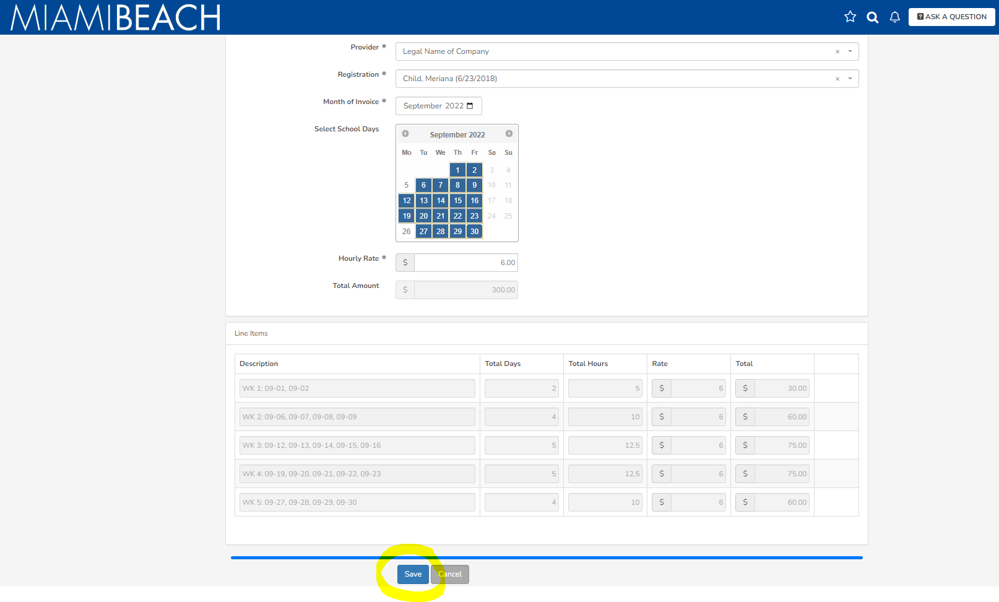 MIAMIBEACH
ASK A QUESTION
Provider * Legal Name of Company ×
Registration * Child, Meriana (6/23/2018) ×
Month of Invoice * September 2022
Select School Days
September 2022
Mo Tu We Th Fr Sa Su
1 2 3 4
5 6 7 8 9 10 11
12 13 14 15 16 17 18
19 20 21 22 23 24 25
26 27 28 29 30
Hourly Rate * $ 6.00
Total Amount $ 300.00
Line Items
Description Total Days Total Hours Rate Total
WK 1: 09-01, 09-02 2 5 $ 6 $ 30.00
WK 2: 09-06, 09-07, 09-08, 09-09 4 10 $ 6 $ 60.00
WK 3: 09-12, 09-13, 09-14, 09-15, 09-16 5 12.5 $ 6 $ 75.00
WK 4: 09-19, 09-20, 09-21, 09-22, 09-23 5 12.5 $ 6 $ 75.00
WK 5: 09-27, 09-28, 09-29, 09-30 4 10 $ 6 $ 60.00
Save Cancel